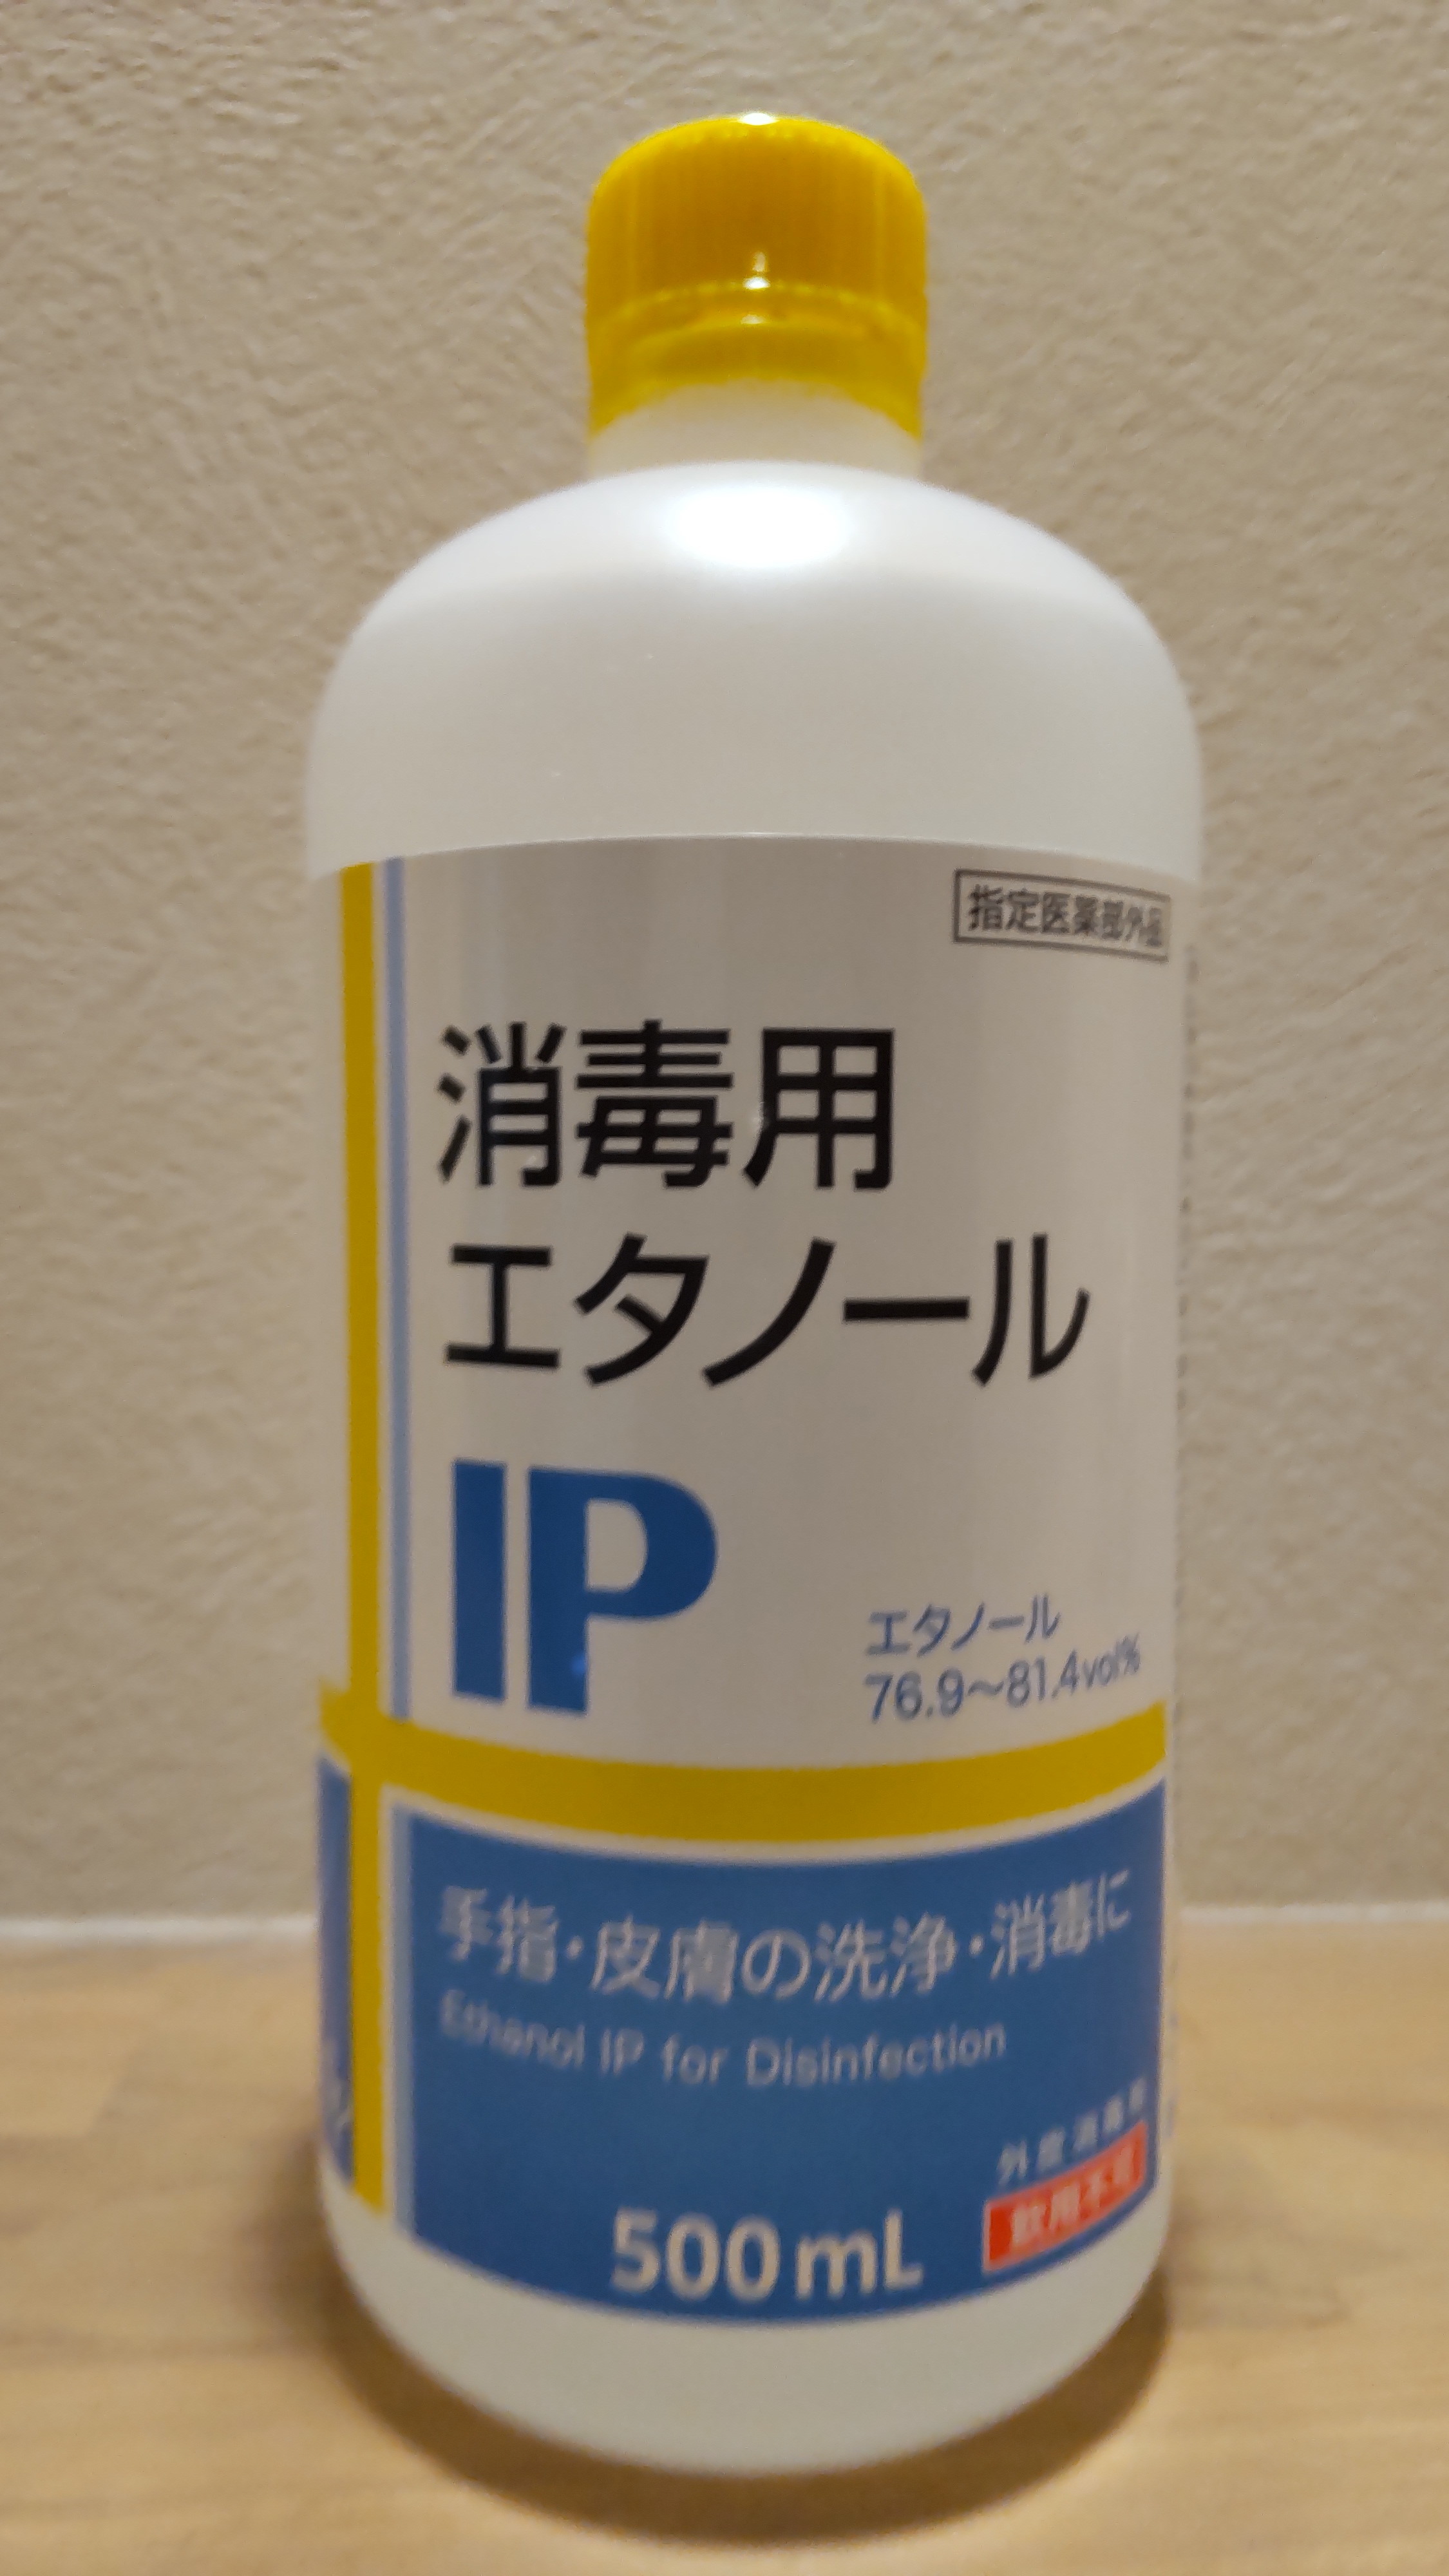 指定医薬部外品
消毒用
エタノール
IP
エタノール
76.9〜81.4vol%
手指・皮膚の洗浄・消毒に
Ethanol IP for Disinfection
外皮消毒剤
飲用不可
500mL